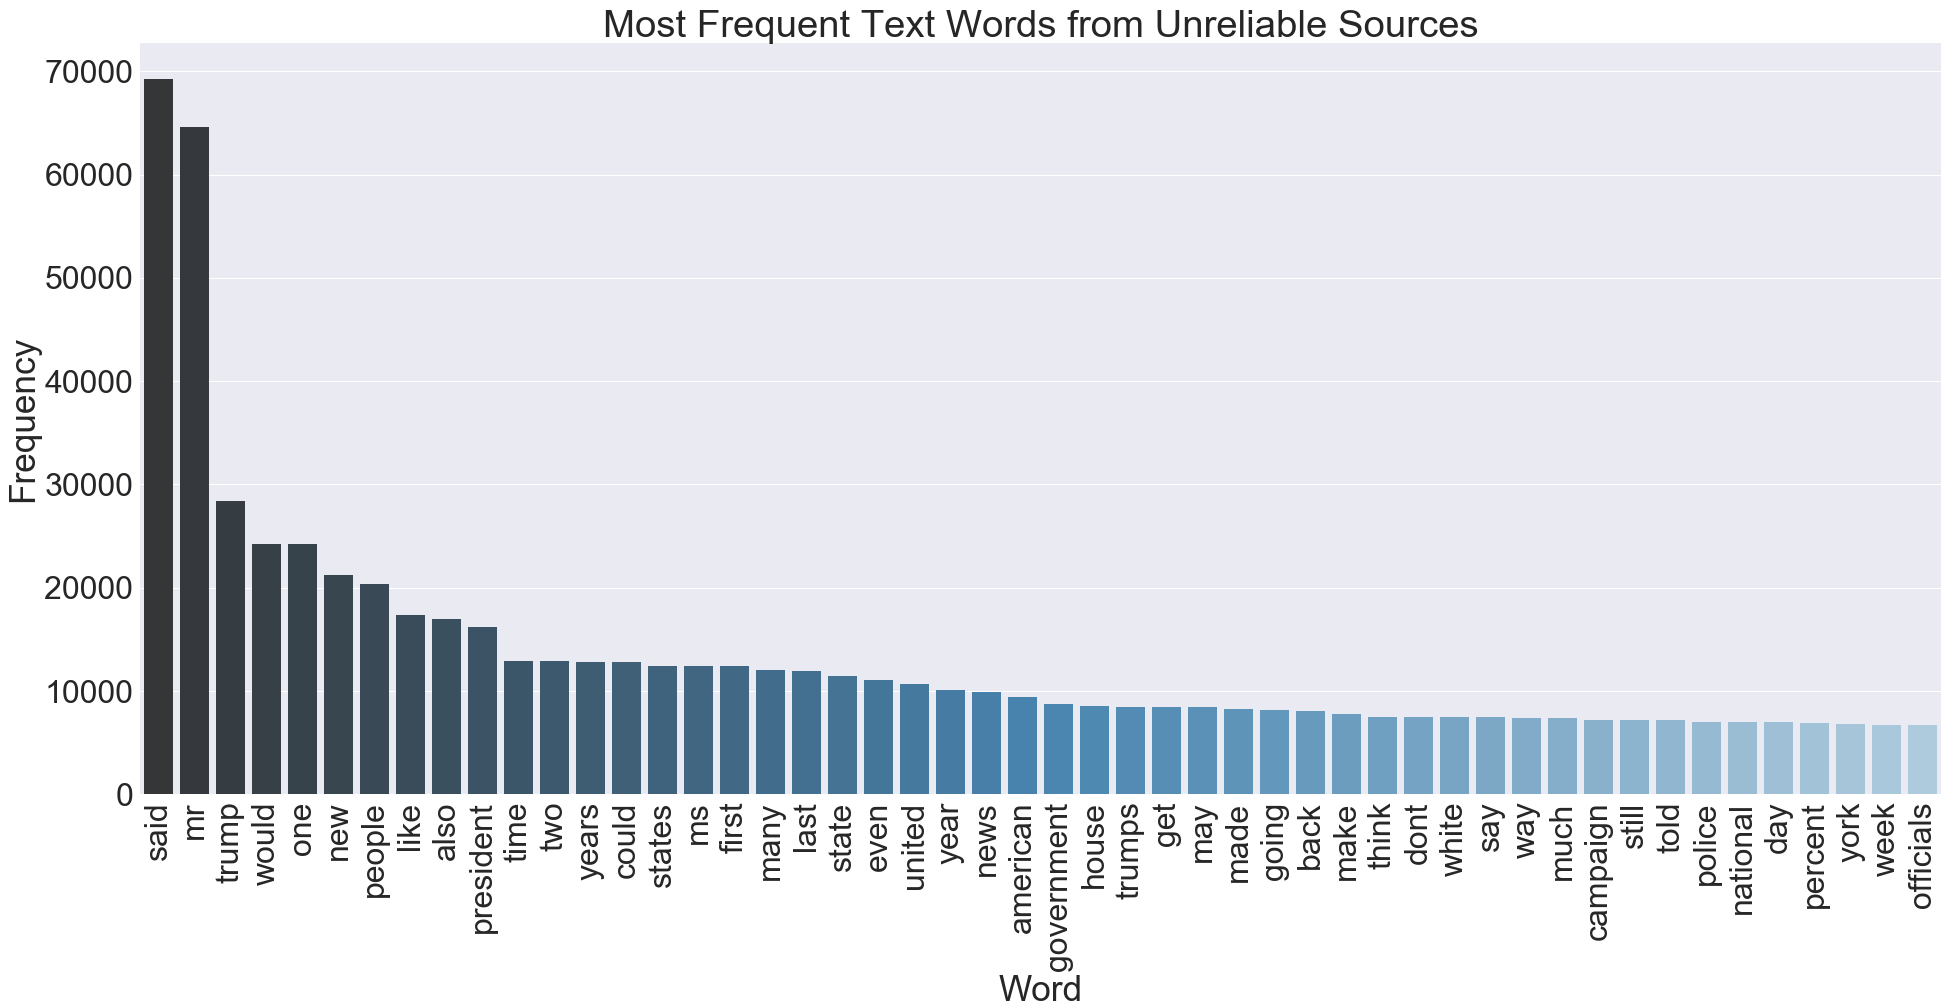 Most Frequent Text Words from Unreliable Sources
Frequency
70000
60000
50000
40000
30000
20000
10000
0
said
mr
trump
would
one
new
people
like
also
president
time
two
years
could
states
ms
first
many
last
state
even
united
year
news
american
government
house
trumps
get
may
made
going
back
make
think
dont
white
say
way
much
campaign
still
told
police
national
day
percent
york
week
officials
Word